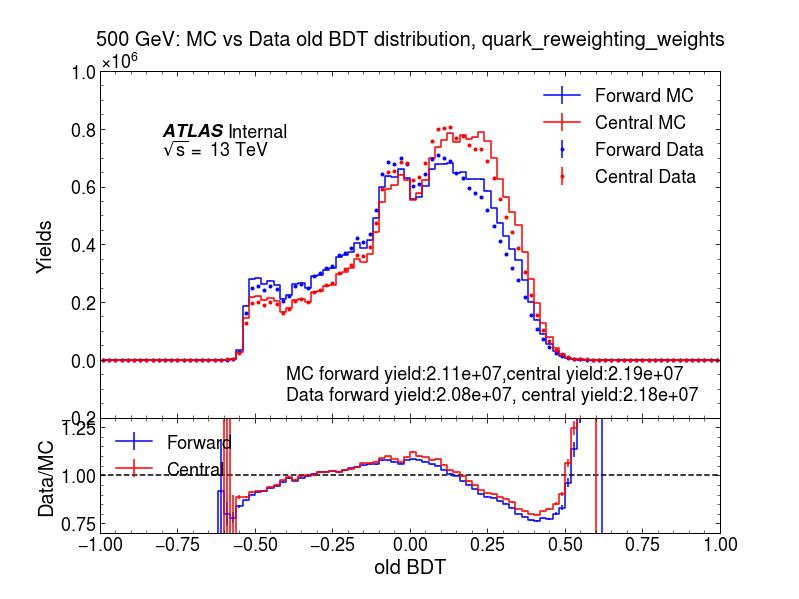 500 GeV: MC vs Data old BDT distribution, quark_reweighting_weights
×10⁶
1.0
0.8
0.6
0.4
0.2
0.0
0.2
Yields
ATLAS Internal
√s = 13 TeV
Forward MC
Central MC
Forward Data
Central Data
MC forward yield:2.11e+07,central yield:2.19e+07
Data forward yield:2.08e+07, central yield:2.18e+07
1.25
1.00
0.75
Data/MC
Forward
Central
−1.00 −0.75 −0.50 −0.25 0.00 0.25 0.50 0.75 1.00
old BDT